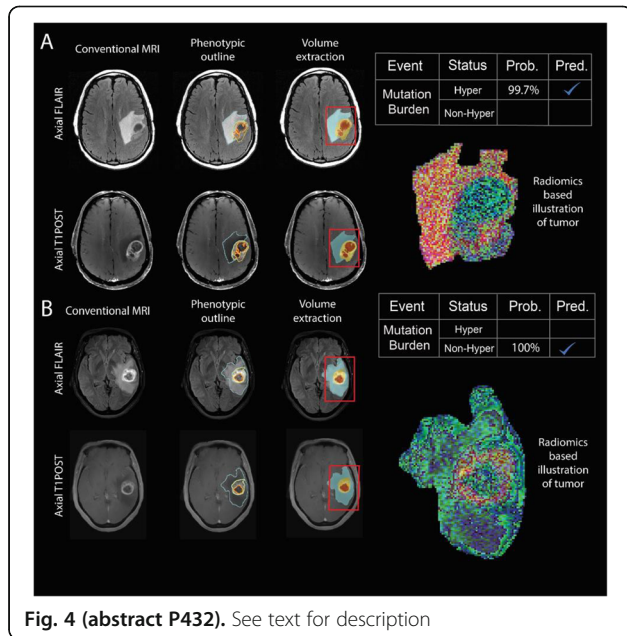 A
Conventional MRI
Phenotypic
outline
Volume
extraction
Axial FLAIR
Axial T1POST
Event Status Prob. Pred.
Mutation
Burden
Hyper 99.7% ✓
Non-Hyper
Radiomics
based
illustration
of tumor
B
Conventional MRI
Phenotypic
outline
Volume
extraction
Axial FLAIR
Axial T1POST
Event Status Prob. Pred.
Mutation
Burden
Hyper
Non-Hyper 100% ✓
Radiomics
based
illustration
of tumor
Fig. 4 (abstract P432). See text for description